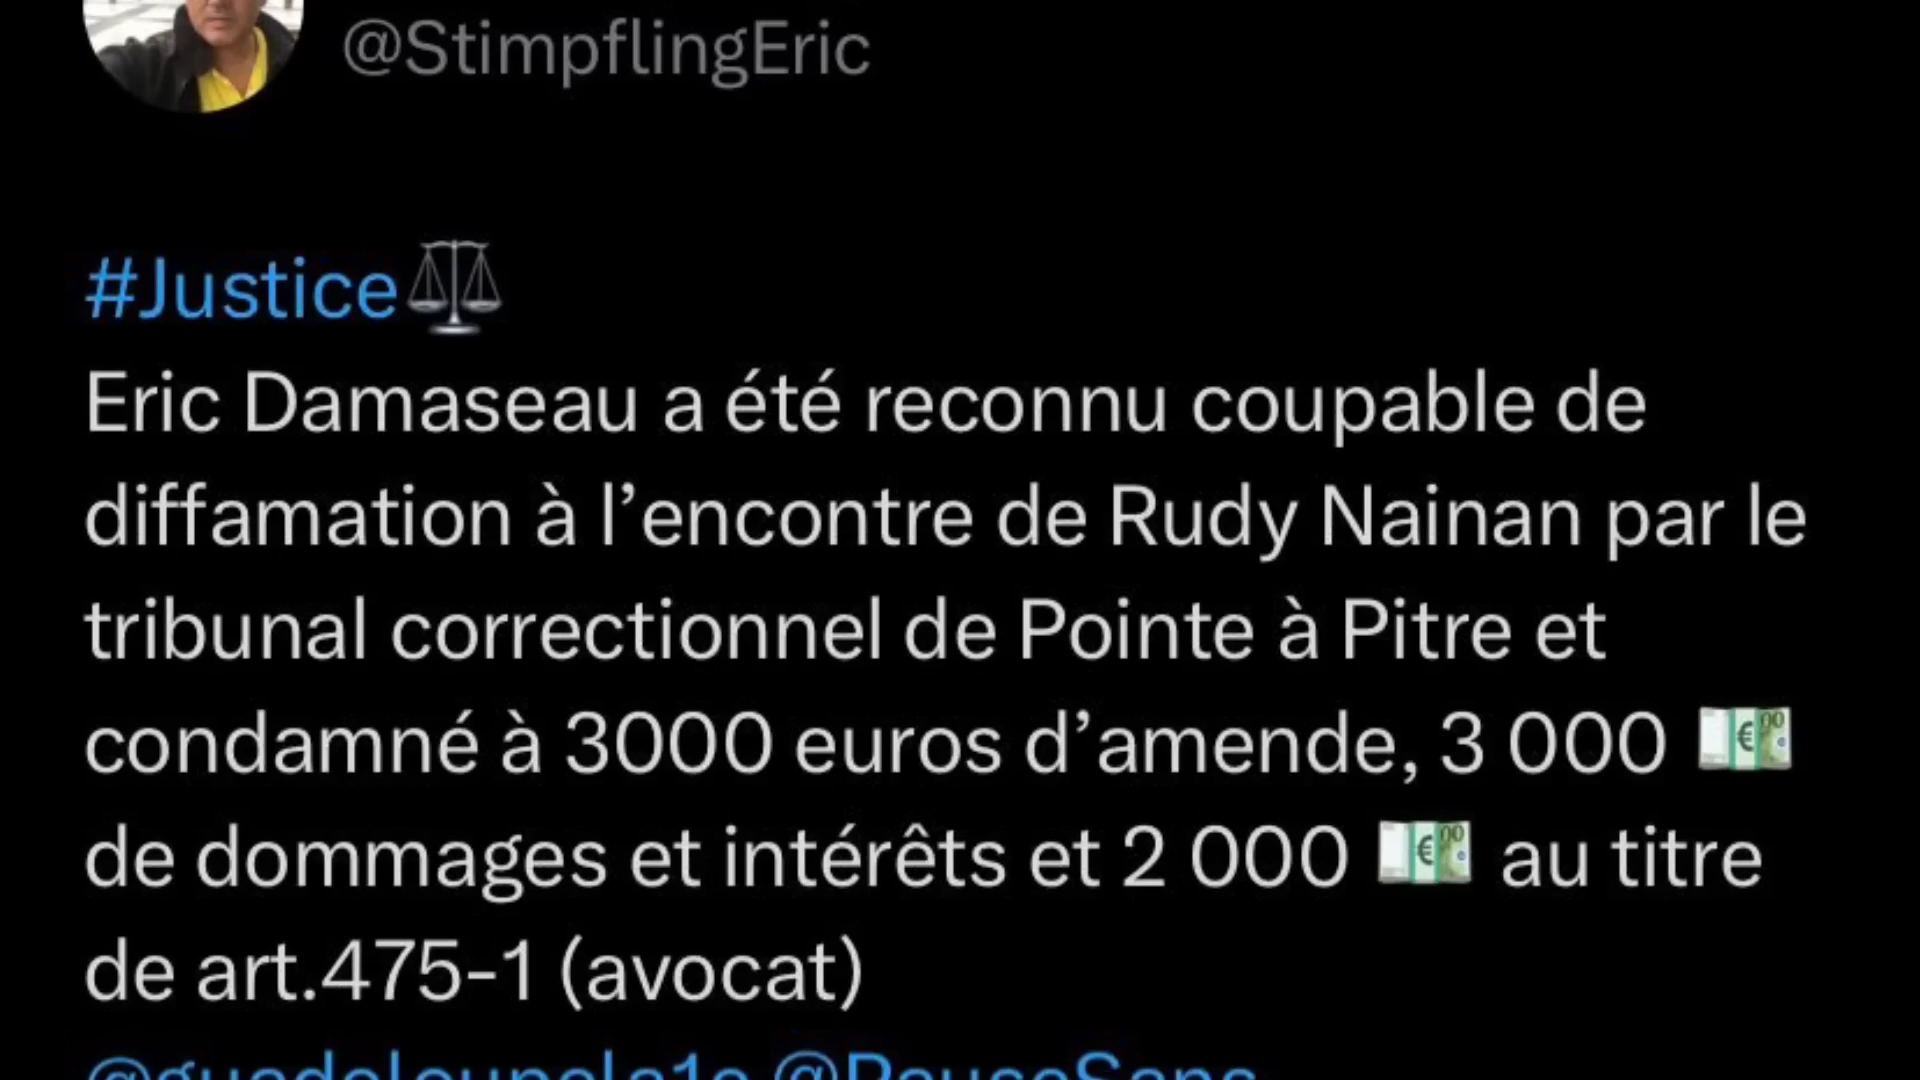 @StimpflingEric
#Justice⚖️
Eric Damaseau a été reconnu coupable de
diffamation à l’encontre de Rudy Nainan par le
tribunal correctionnel de Pointe à Pitre et
condamné à 3000 euros d’amende, 3 000 💶
de dommages et intérêts et 2 000 💶 au titre
de art.475-1 (avocat)
@guadeloupela1e @PauseSans